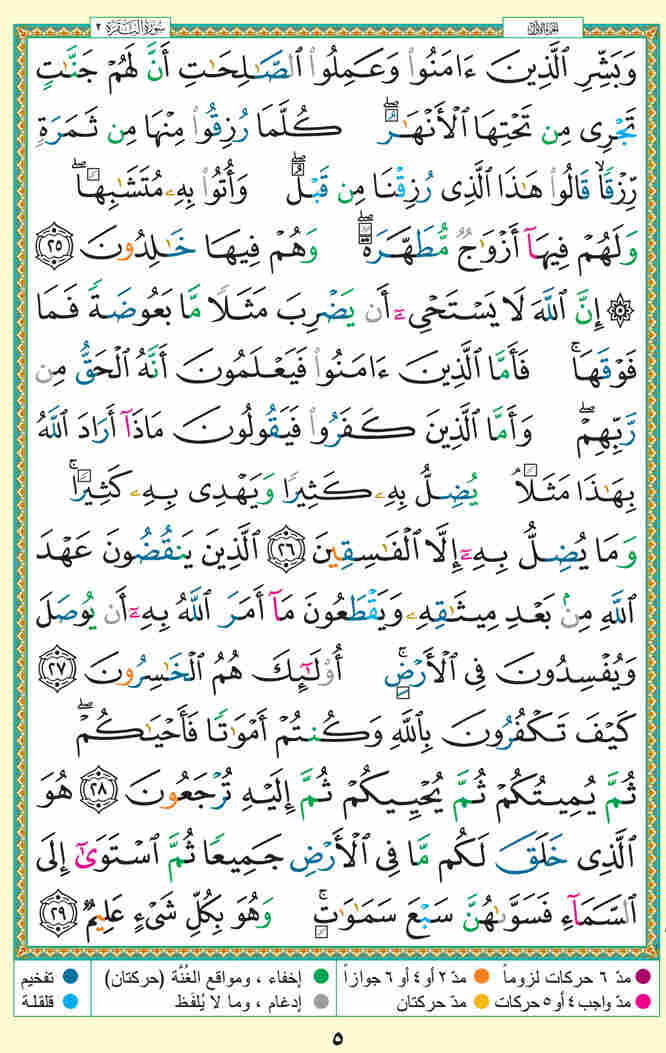 الجزء الأول
سورة البقرة ٢
وَبَشِّرِ ٱلَّذِينَ ءَامَنُوا۟ وَعَمِلُوا۟ ٱلصَّـٰلِحَـٰتِ أَنَّ لَهُمْ جَنَّـٰتٍ
تَجْرِى مِن تَحْتِهَا ٱلْأَنْهَـٰرُ ۖ كُلَّمَا رُزِقُوا۟ مِنْهَا مِن ثَمَرَةٍ
رِّزْقًا ۙ قَالُوا۟ هَـٰذَا ٱلَّذِى رُزِقْنَا مِن قَبْلُ ۖ وَأُتُوا۟ بِهِۦ مُتَشَـٰبِهًا ۖ
وَلَهُمْ فِيهَآ أَزْوَٰجٌ مُّطَهَّرَةٌ ۖ وَهُمْ فِيهَا خَـٰلِدُونَ ٢٥
۞ إِنَّ ٱللَّهَ لَا يَسْتَحْىِۦٓ أَن يَضْرِبَ مَثَلًا مَّا بَعُوضَةً فَمَا
فَوْقَهَا ۚ فَأَمَّا ٱلَّذِينَ ءَامَنُوا۟ فَيَعْلَمُونَ أَنَّهُ ٱلْحَقُّ مِن
رَّبِّهِمْ ۖ وَأَمَّا ٱلَّذِينَ كَفَرُوا۟ فَيَقُولُونَ مَاذَآ أَرَادَ ٱللَّهُ
بِهَـٰذَا مَثَلًا ۘ يُضِلُّ بِهِۦ كَثِيرًا وَيَهْدِى بِهِۦ كَثِيرًا ۚ
وَمَا يُضِلُّ بِهِۦٓ إِلَّا ٱلْفَـٰسِقِينَ ٢٦ ٱلَّذِينَ يَنقُضُونَ عَهْدَ
ٱللَّهِ مِنۢ بَعْدِ مِيثَـٰقِهِۦ وَيَقْطَعُونَ مَآ أَمَرَ ٱللَّهُ بِهِۦٓ أَن يُوصَلَ
وَيُفْسِدُونَ فِى ٱلْأَرْضِ ۚ أُو۟لَـٰٓئِكَ هُمُ ٱلْخَـٰسِرُونَ ٢٧
كَيْفَ تَكْفُرُونَ بِٱللَّهِ وَكُنتُمْ أَمْوَٰتًا فَأَحْيَـٰكُمْ ۖ
ثُمَّ يُمِيتُكُمْ ثُمَّ يُحْيِيكُمْ ثُمَّ إِلَيْهِ تُرْجَعُونَ ٢٨ هُوَ
ٱلَّذِى خَلَقَ لَكُم مَّا فِى ٱلْأَرْضِ جَمِيعًا ثُمَّ ٱسْتَوَىٰٓ إِلَى
ٱلسَّمَآءِ فَسَوَّىٰهُنَّ سَبْعَ سَمَـٰوَٰتٍ ۚ وَهُوَ بِكُلِّ شَىْءٍ عَلِيمٌ ٢٩
مدّ ٦ حركات لزوماً مدّ ٢ أو ٤ أو ٦ جوازاً إخفاء ، ومواقع الغُنَّة (حركتان) تفخيم
مدّ واجب ٤ أو ٥ حركات مدّ حركتان إدغام ، وما لا يُلفَظ قلقلة
٥